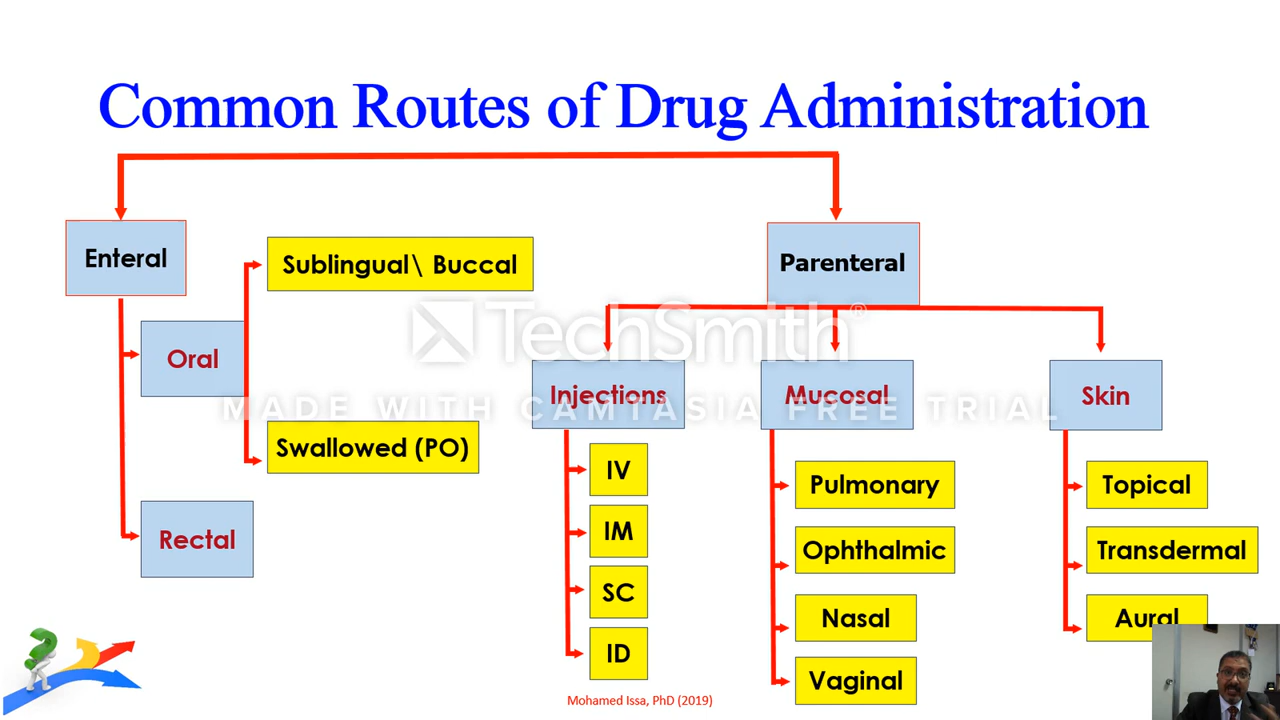 Common Routes of Drug Administration
Enteral
Sublingual\ Buccal
Oral
Swallowed (PO)
Rectal
Parenteral
Injections
IV
IM
SC
ID
Mucosal
Pulmonary
Ophthalmic
Nasal
Vaginal
Skin
Topical
Transdermal
Aural
TechSmith®
MADE WITH CAMTASIA FREE TRIAL
Mohamed Issa, PhD (2019)